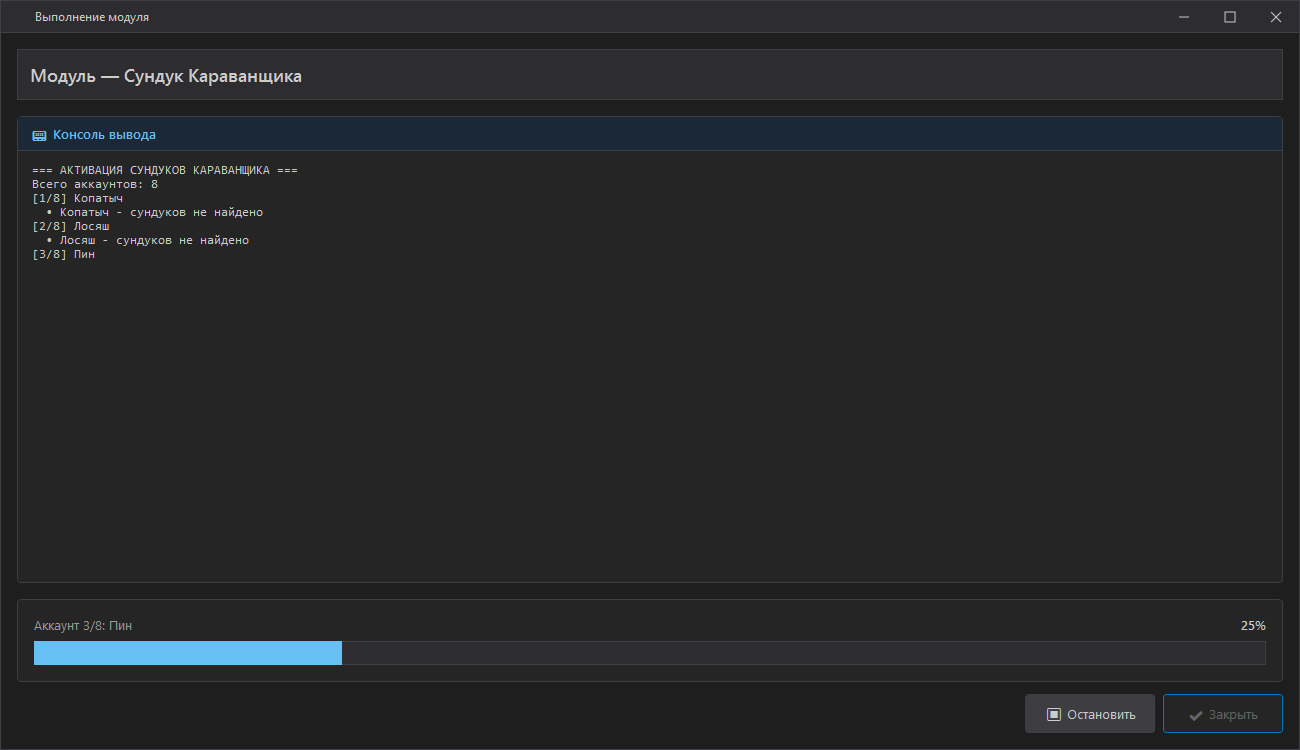 Выполнение модуля
Модуль — Сундук Караванщика
Консоль вывода
=== АКТИВАЦИЯ СУНДУКОВ КАРАВАНЩИКА ===
Всего аккаунтов: 8
[1/8] Копатыч
• Копатыч - сундуков не найдено
[2/8] Лосяш
• Лосяш - сундуков не найдено
[3/8] Пин
Аккаунт 3/8: Пин
25%
Остановить
Закрыть